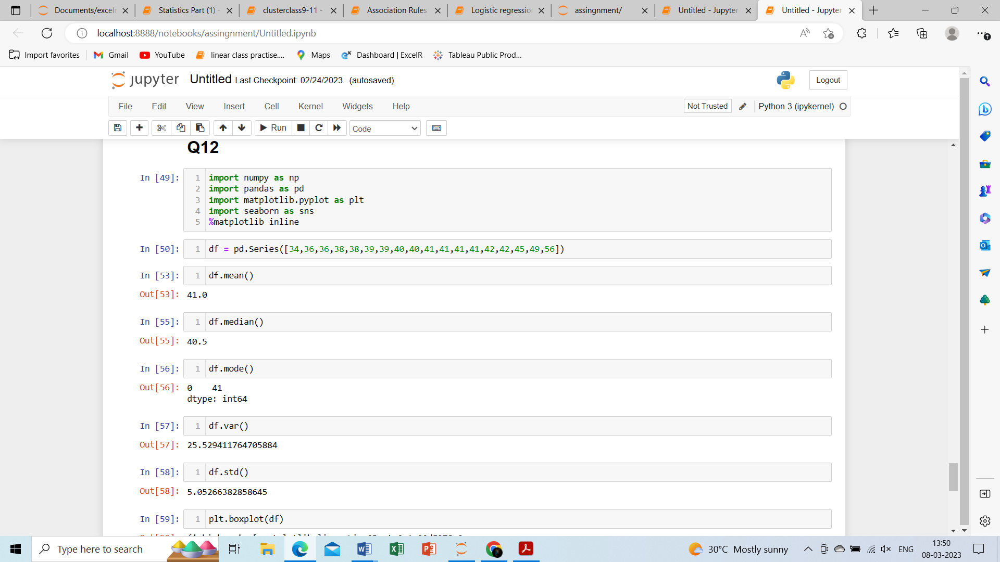 Documents/excelr
Statistics Part (1) -
clusterclass9-11 -
Association Rules
Logistic regression
assingnment/
Untitled - Jupyter
Untitled - Jupyter
localhost:8888/notebooks/assingnment/Untitled.ipynb
Import favorites
Gmail
YouTube
linear class practise....
Maps
Dashboard | ExcelR
Tableau Public Prod...
jupyter Untitled Last Checkpoint: 02/24/2023 (autosaved)
Logout
File Edit View Insert Cell Kernel Widgets Help
Not Trusted
Python 3 (ipykernel)
Run
Code
Q12
In [49]:
1 import numpy as np
2 import pandas as pd
3 import matplotlib.pyplot as plt
4 import seaborn as sns
5 %matplotlib inline
In [50]: 1 df = pd.Series([34,36,36,38,38,39,39,40,40,41,41,41,41,42,42,45,49,56])
In [53]: 1 df.mean()
Out[53]: 41.0
In [55]: 1 df.median()
Out[55]: 40.5
In [56]: 1 df.mode()
Out[56]: 0 41
dtype: int64
In [57]: 1 df.var()
Out[57]: 25.529411764705884
In [58]: 1 df.std()
Out[58]: 5.05266382858645
In [59]: 1 plt.boxplot(df)
Type here to search
30°C Mostly sunny
ENG
13:50
08-03-2023